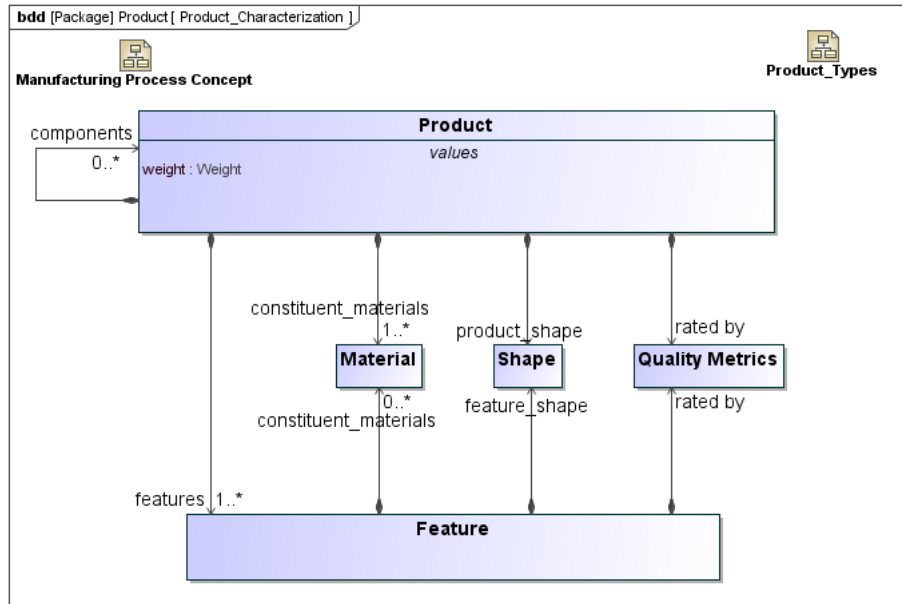 bdd [Package] Product[ Product_Characterization ]
Manufacturing Process Concept
Product_Types
components
0..*
Product
values
weight : Weight
constituent_materials
1..*
product_shape
rated by
Material
Shape
Quality Metrics
0..*
constituent_materials
feature_shape
rated by
features
1..*
Feature